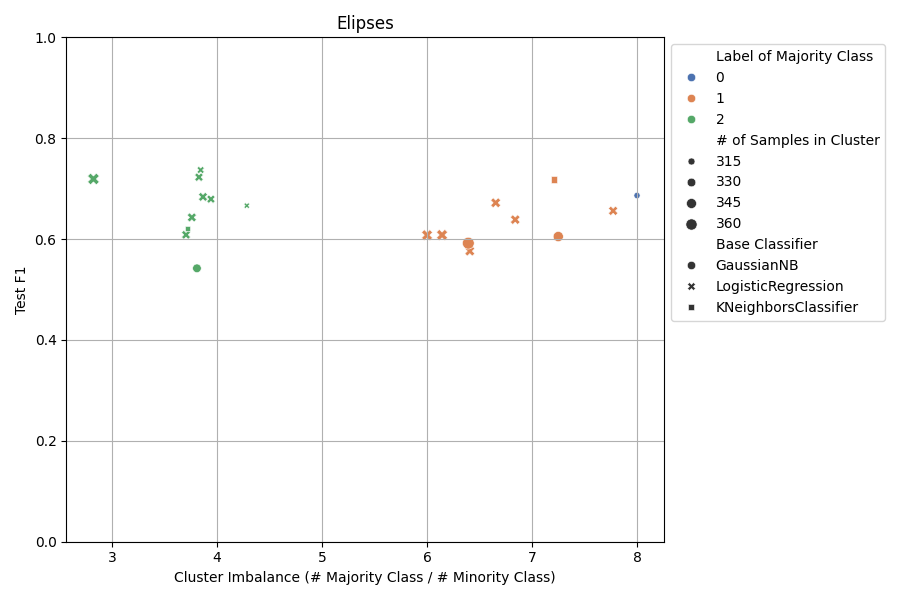 Elipses
1.0
0.8
0.6
0.4
0.2
0.0
Test F1
3 4 5 6 7 8
Cluster Imbalance (# Majority Class / # Minority Class)
Label of Majority Class
0
1
2
# of Samples in Cluster
315
330
345
360
Base Classifier
GaussianNB
LogisticRegression
KNeighborsClassifier